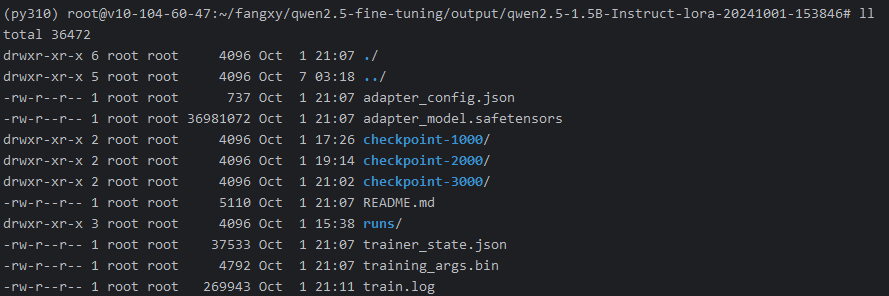 (py310) root@v10-104-60-47:~/fangxy/qwen2.5-fine-tuning/output/qwen2.5-1.5B-Instruct-lora-20241001-153846# ll
total 36472
drwxr-xr-x 6 root root     4096 Oct  1 21:07 ./
drwxr-xr-x 5 root root     4096 Oct  7 03:18 ../
-rw-r--r-- 1 root root      737 Oct  1 21:07 adapter_config.json
-rw-r--r-- 1 root root 36981072 Oct  1 21:07 adapter_model.safetensors
drwxr-xr-x 2 root root     4096 Oct  1 17:26 checkpoint-1000/
drwxr-xr-x 2 root root     4096 Oct  1 19:14 checkpoint-2000/
drwxr-xr-x 2 root root     4096 Oct  1 21:02 checkpoint-3000/
-rw-r--r-- 1 root root     5110 Oct  1 21:07 README.md
drwxr-xr-x 3 root root     4096 Oct  1 15:38 runs/
-rw-r--r-- 1 root root    37533 Oct  1 21:07 trainer_state.json
-rw-r--r-- 1 root root     4792 Oct  1 21:07 training_args.bin
-rw-r--r-- 1 root root   269943 Oct  1 21:11 train.log